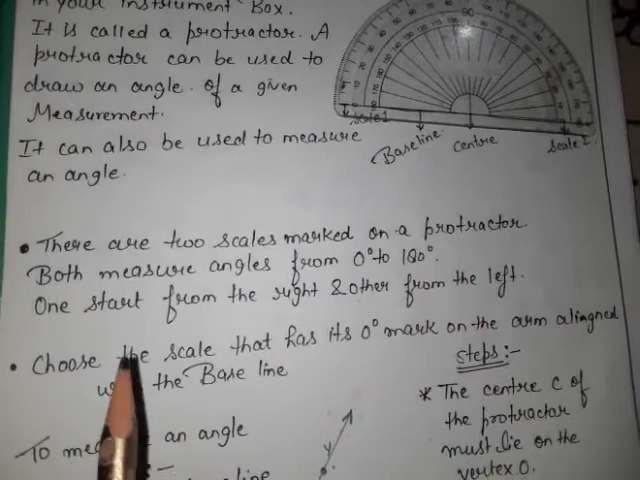 in your instrument Box.
It is called a protractor. A
protractor can be used to
draw an angle. of a given
Measurement.
It can also be used to measure
an angle.
90
Scale 1
Baseline
centre
Scale 2
• There are two scales marked on a protractor.
Both measure angles from 0° to 180°.
One start from the right & other from the left.
• Choose the scale that has its 0° mark on the arm aliagned
the Base line
steps:-
* The centre C of
the protractor
must lie on the
vertex O.
To an angle
Y